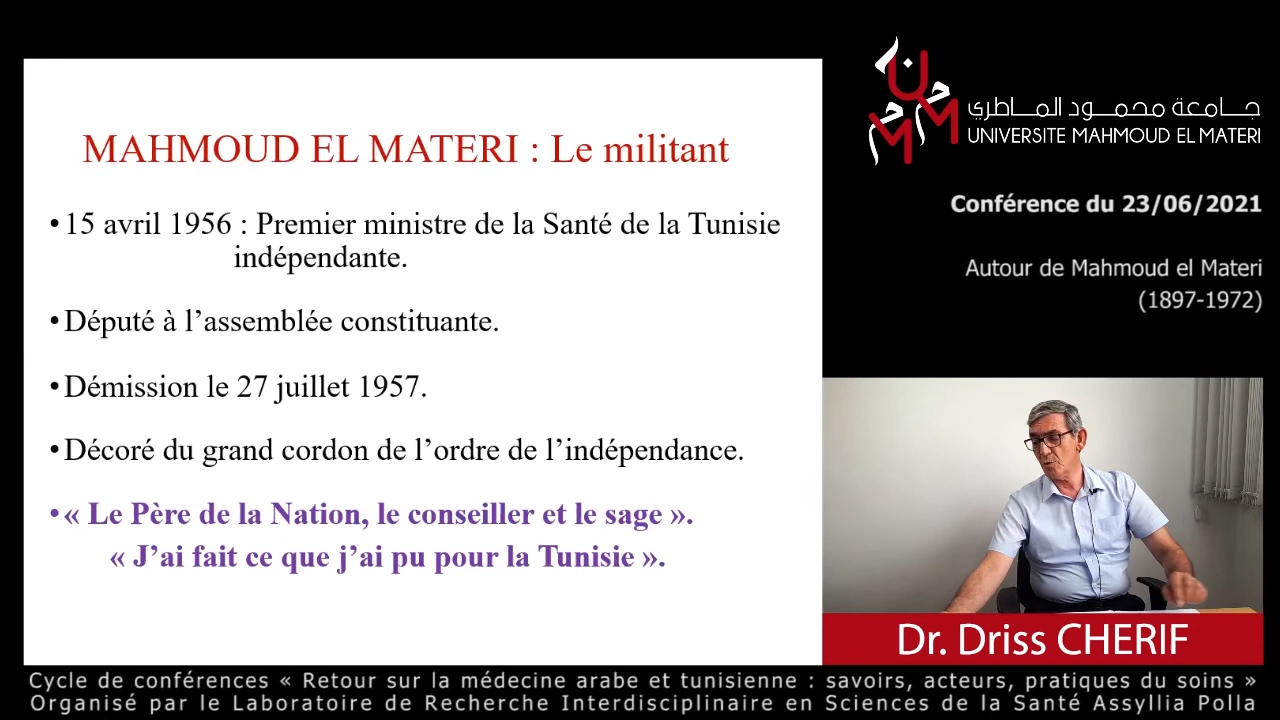 MAHMOUD EL MATERI : Le militant
•15 avril 1956 : Premier ministre de la Santé de la Tunisie
indépendante.
•Député à l’assemblée constituante.
•Démission le 27 juillet 1957.
•Décoré du grand cordon de l’ordre de l’indépendance.
•« Le Père de la Nation, le conseiller et le sage ».
« J’ai fait ce que j’ai pu pour la Tunisie ».
جامعة محمود الماطري
UNIVERSITE MAHMOUD EL MATERI
Conférence du 23/06/2021
Autour de Mahmoud el Materi
(1897-1972)
Dr. Driss CHERIF
Cycle de conférences « Retour sur la médecine arabe et tunisienne : savoirs, acteurs, pratiques du soins »
Organisé par le Laboratoire de Recherche Interdisciplinaire en Sciences de la Santé Assyllia Polla